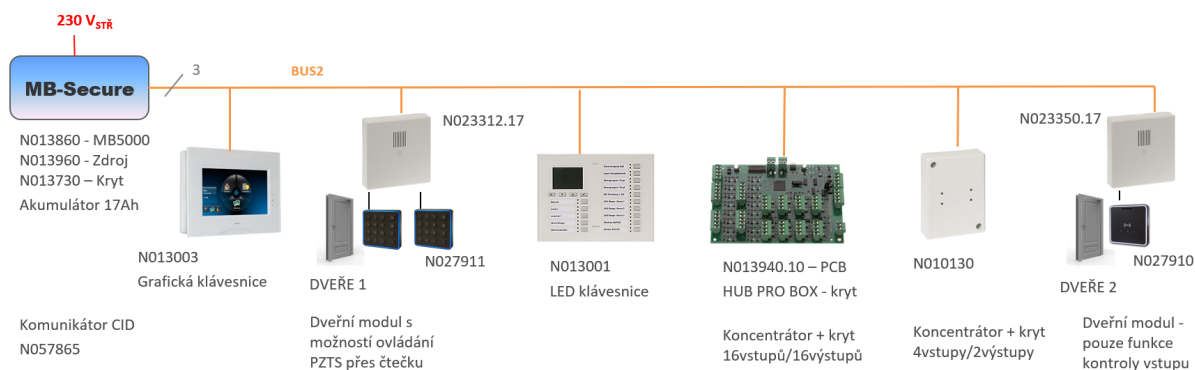 230 VSTŘ
MB-Secure
3
BUS2
N013860 - MB5000
N013960 - Zdroj
N013730 – Kryt
Akumulátor 17Ah
Komunikátor CID
N057865
N013003
Grafická klávesnice
N023312.17
N027911
DVEŘE 1
Dveřní modul s
možností ovládání
PZTS přes čtečku
N013001
LED klávesnice
N013940.10 – PCB
HUB PRO BOX - kryt
Koncentrátor + kryt
16vstupů/16výstupů
N010130
Koncentrátor + kryt
4vstupy/2výstupy
N023350.17
N027910
DVEŘE 2
Dveřní modul -
pouze funkce
kontroly vstupu